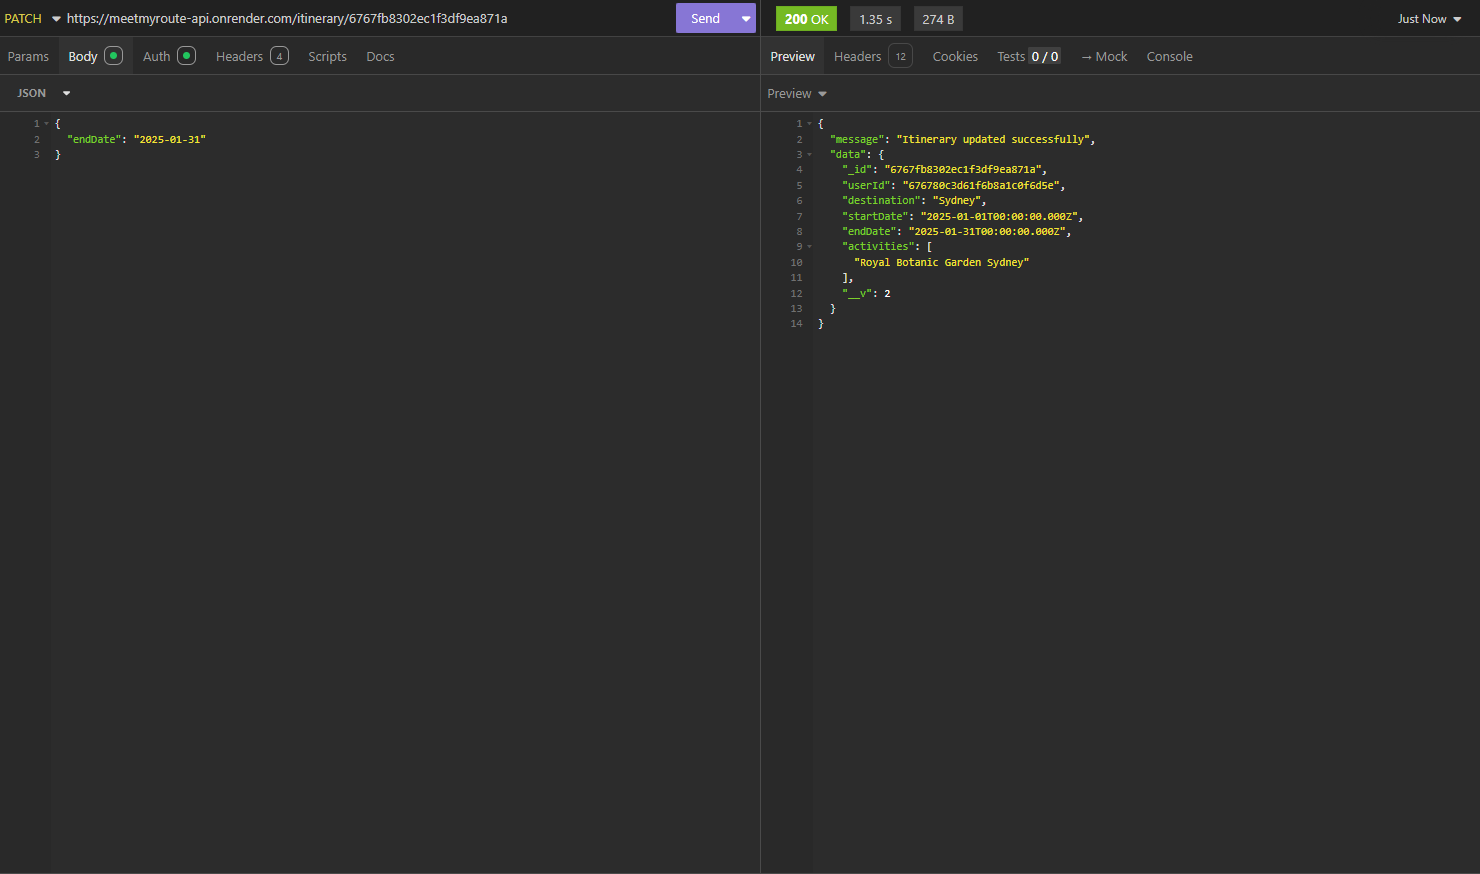 PATCH https://meetmyroute-api.onrender.com/itinerary/6767fb8302ec1f3df9ea871a Send
Params Body Auth Headers 4 Scripts Docs
JSON
1 {
2 "endDate": "2025-01-31"
3 }
200 OK 1.35 s 274 B Just Now
Preview Headers 12 Cookies Tests 0 / 0 → Mock Console
Preview
1 {
2 "message": "Itinerary updated successfully",
3 "data": {
4 "_id": "6767fb8302ec1f3df9ea871a",
5 "userId": "676780c3d61f6b8a1c0f6d5e",
6 "destination": "Sydney",
7 "startDate": "2025-01-01T00:00:00.000Z",
8 "endDate": "2025-01-31T00:00:00.000Z",
9 "activities": [
10 "Royal Botanic Garden Sydney"
11 ],
12 "__v": 2
13 }
14 }